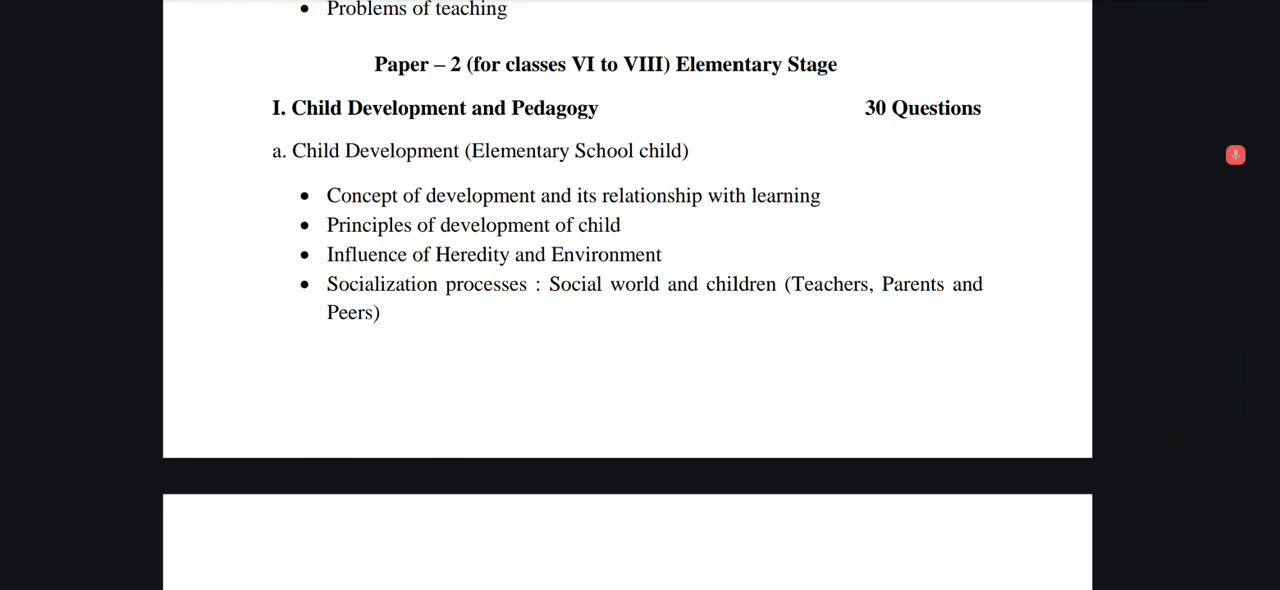 • Problems of teaching
Paper – 2 (for classes VI to VIII) Elementary Stage
I. Child Development and Pedagogy 30 Questions
a. Child Development (Elementary School child)
• Concept of development and its relationship with learning
• Principles of development of child
• Influence of Heredity and Environment
• Socialization processes : Social world and children (Teachers, Parents and
Peers)